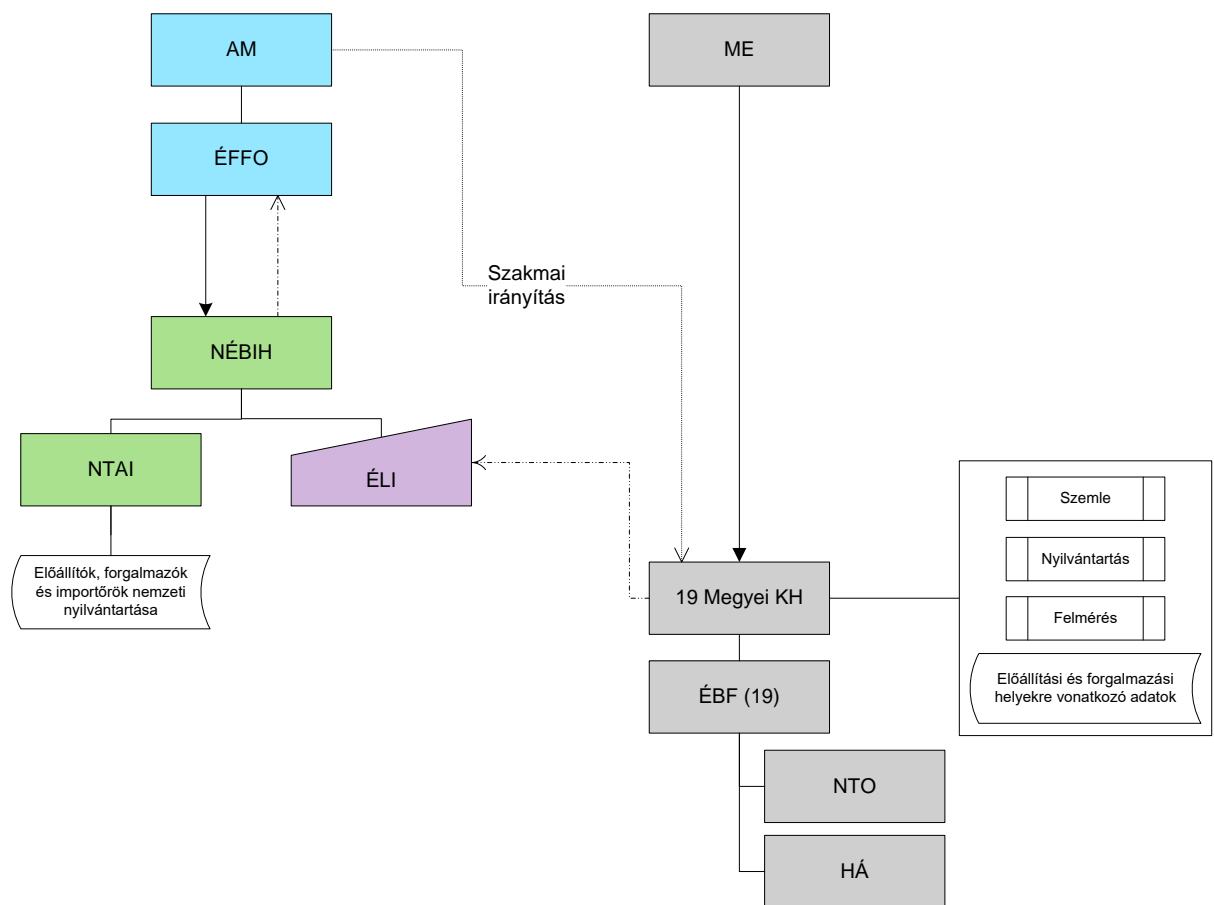 AM
ME
ÉFFO
Szakmai
irányítás
NÉBIH
NTAI
ÉLI
Előállítók, forgalmazók
és importőrök nemzeti
nyilvántartása
19 Megyei KH
Szemle
Nyilvántartás
Felmérés
Előállítási és forgalmazási
helyekre vonatkozó adatok
ÉBF (19)
NTO
HÁ